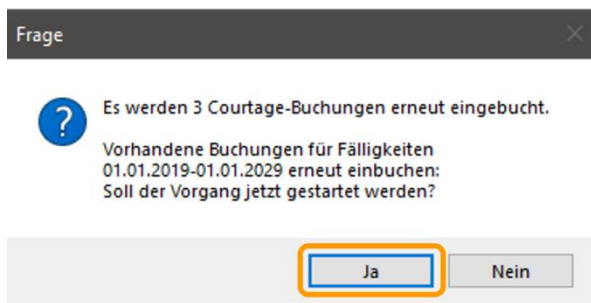 Frage
Es werden 3 Courtage-Buchungen erneut eingebucht.
Vorhandene Buchungen für Fälligkeiten
01.01.2019-01.01.2029 erneut einbuchen:
Soll der Vorgang jetzt gestartet werden?
Ja
Nein